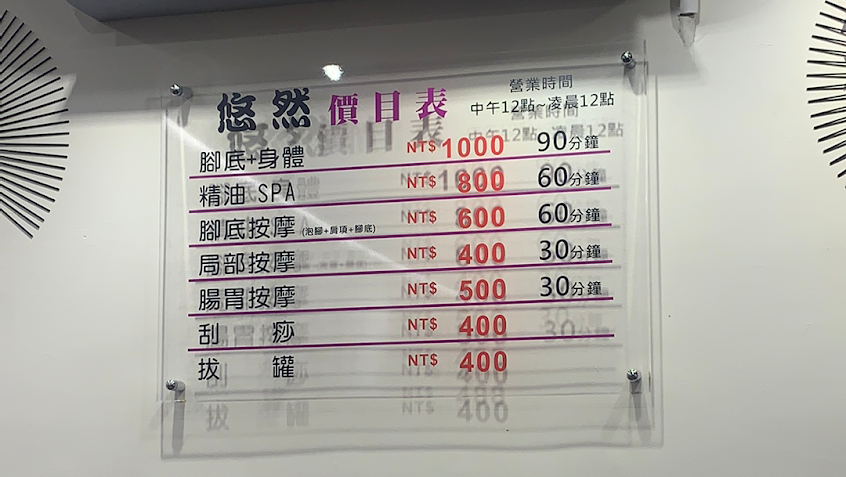 悠然 價目表
營業時間
中午12點~凌晨12點
腳底+身體 NT$ 1000 90分鐘
精油 SPA NT$ 800 60分鐘
腳底按摩 (泡腳+肩項+腳底) NT$ 600 60分鐘
局部按摩 NT$ 400 30分鐘
腸胃按摩 NT$ 500 30分鐘
刮 痧 NT$ 400
拔 罐 NT$ 400